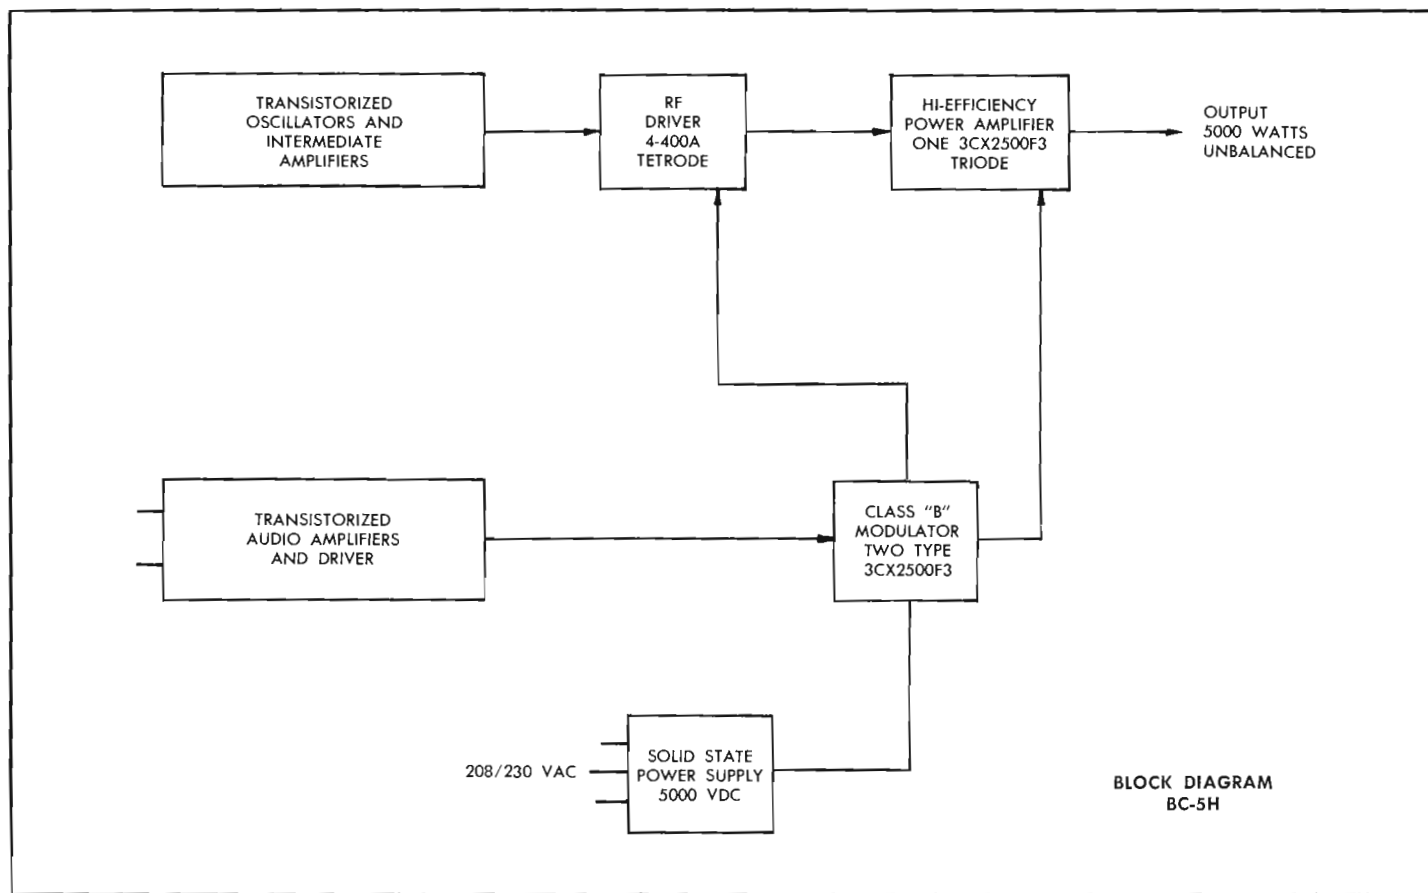 TRANSISTORIZED
OSCILLATORS AND
INTERMEDIATE
AMPLIFIERS
RF
DRIVER
4-400A
TETRODE
HI-EFFICIENCY
POWER AMPLIFIER
ONE 3CX2500F3
TRIODE
OUTPUT
5000 WATTS
UNBALANCED
TRANSISTORIZED
AUDIO AMPLIFIERS
AND DRIVER
CLASS "B"
MODULATOR
TWO TYPE
3CX2500F3
208/230 VAC
SOLID STATE
POWER SUPPLY
5000 VDC
BLOCK DIAGRAM
BC-5H